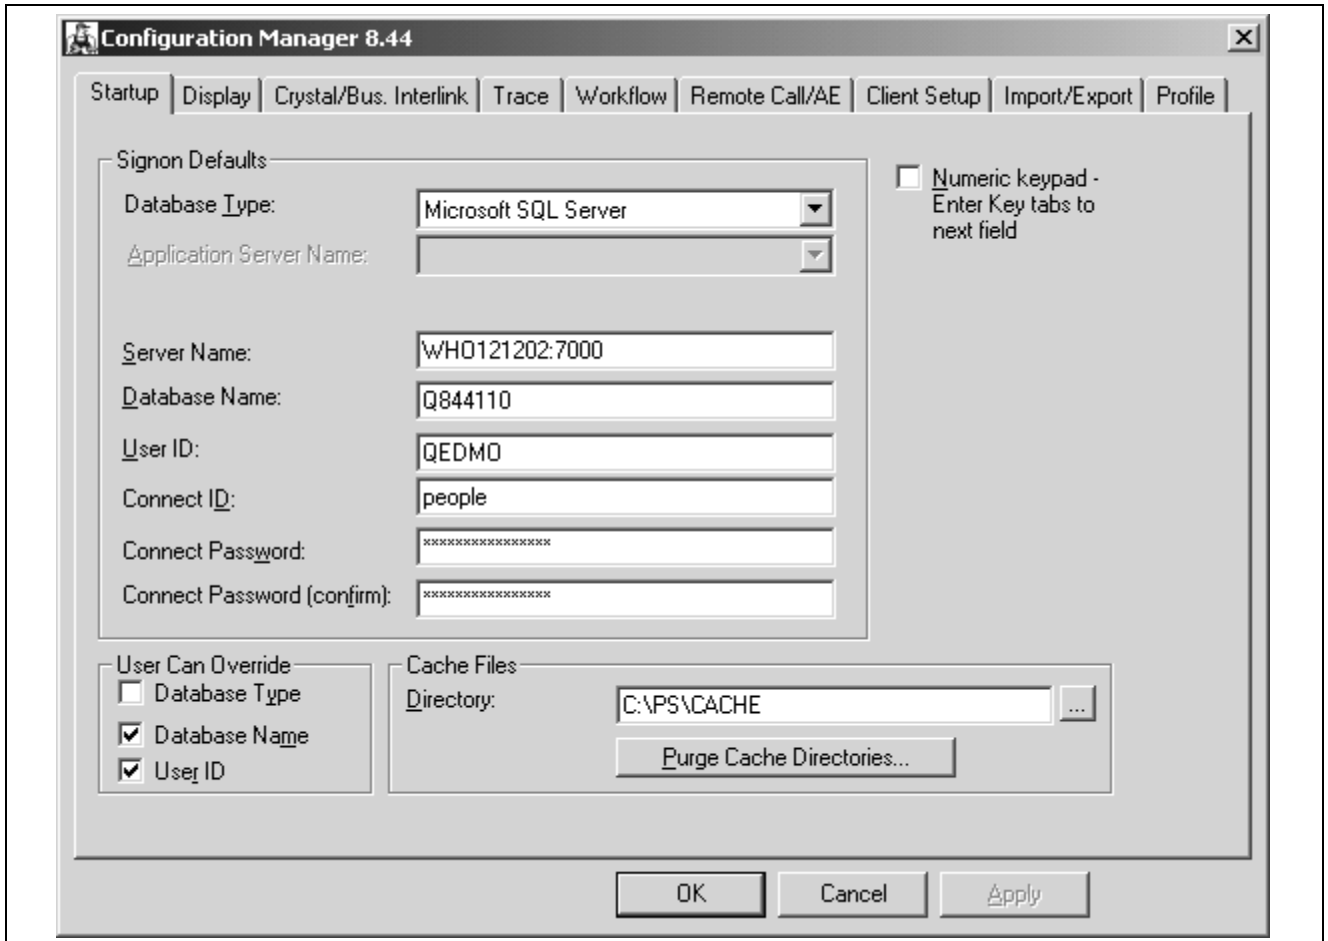 Configuration Manager 8.44
Startup Display Crystal/Bus. Interlink Trace Workflow Remote Call/AE Client Setup Import/Export Profile
Signon Defaults
Database Type: Microsoft SQL Server
Application Server Name:
Numeric keypad -
Enter Key tabs to
next field
Server Name: WHO121202:7000
Database Name: Q844110
User ID: QEDMO
Connect ID: people
Connect Password: ****************
Connect Password (confirm): ****************
User Can Override
Database Type
Database Name
User ID
Cache Files
Directory: C:\PS\CACHE ...
Purge Cache Directories...
OK Cancel Apply